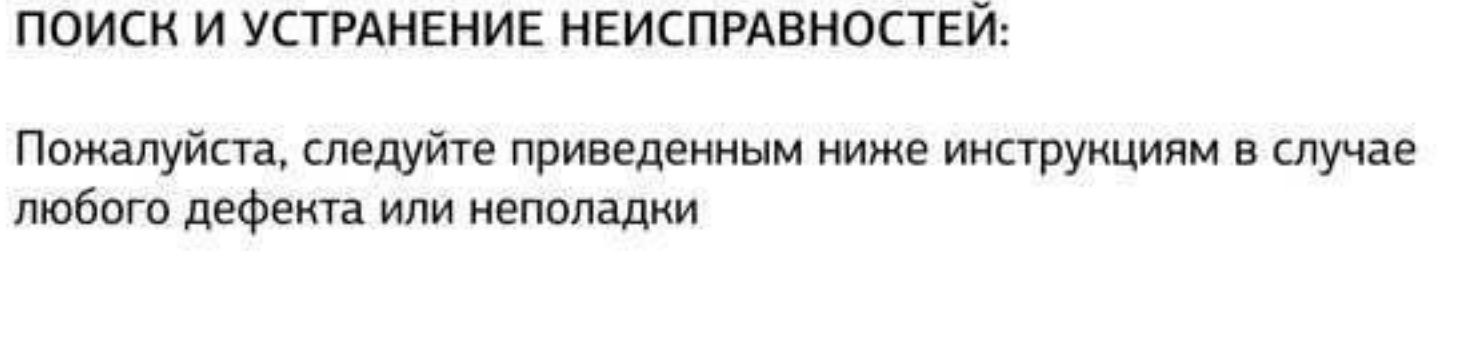 ПОИСК И УСТРАНЕНИЕ НЕИСПРАВНОСТЕЙ:
Пожалуйста, следуйте приведенным ниже инструкциям в случае
любого дефекта или неполадки